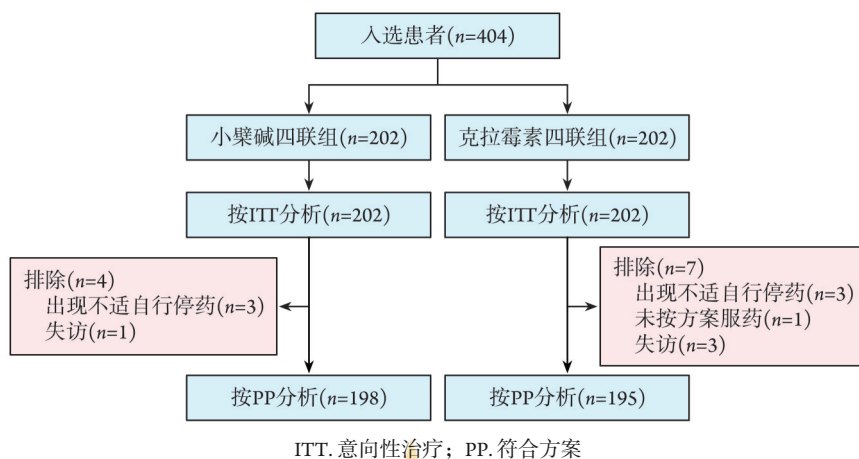 入选患者(n=404)
小檗碱四联组(n=202)
克拉霉素四联组(n=202)
按ITT分析(n=202)
按ITT分析(n=202)
排除(n=4)
出现不适自行停药(n=3)
失访(n=1)
排除(n=7)
出现不适自行停药(n=3)
未按方案服药(n=1)
失访(n=3)
按PP分析(n=198)
按PP分析(n=195)
ITT. 意向性治疗；PP. 符合方案